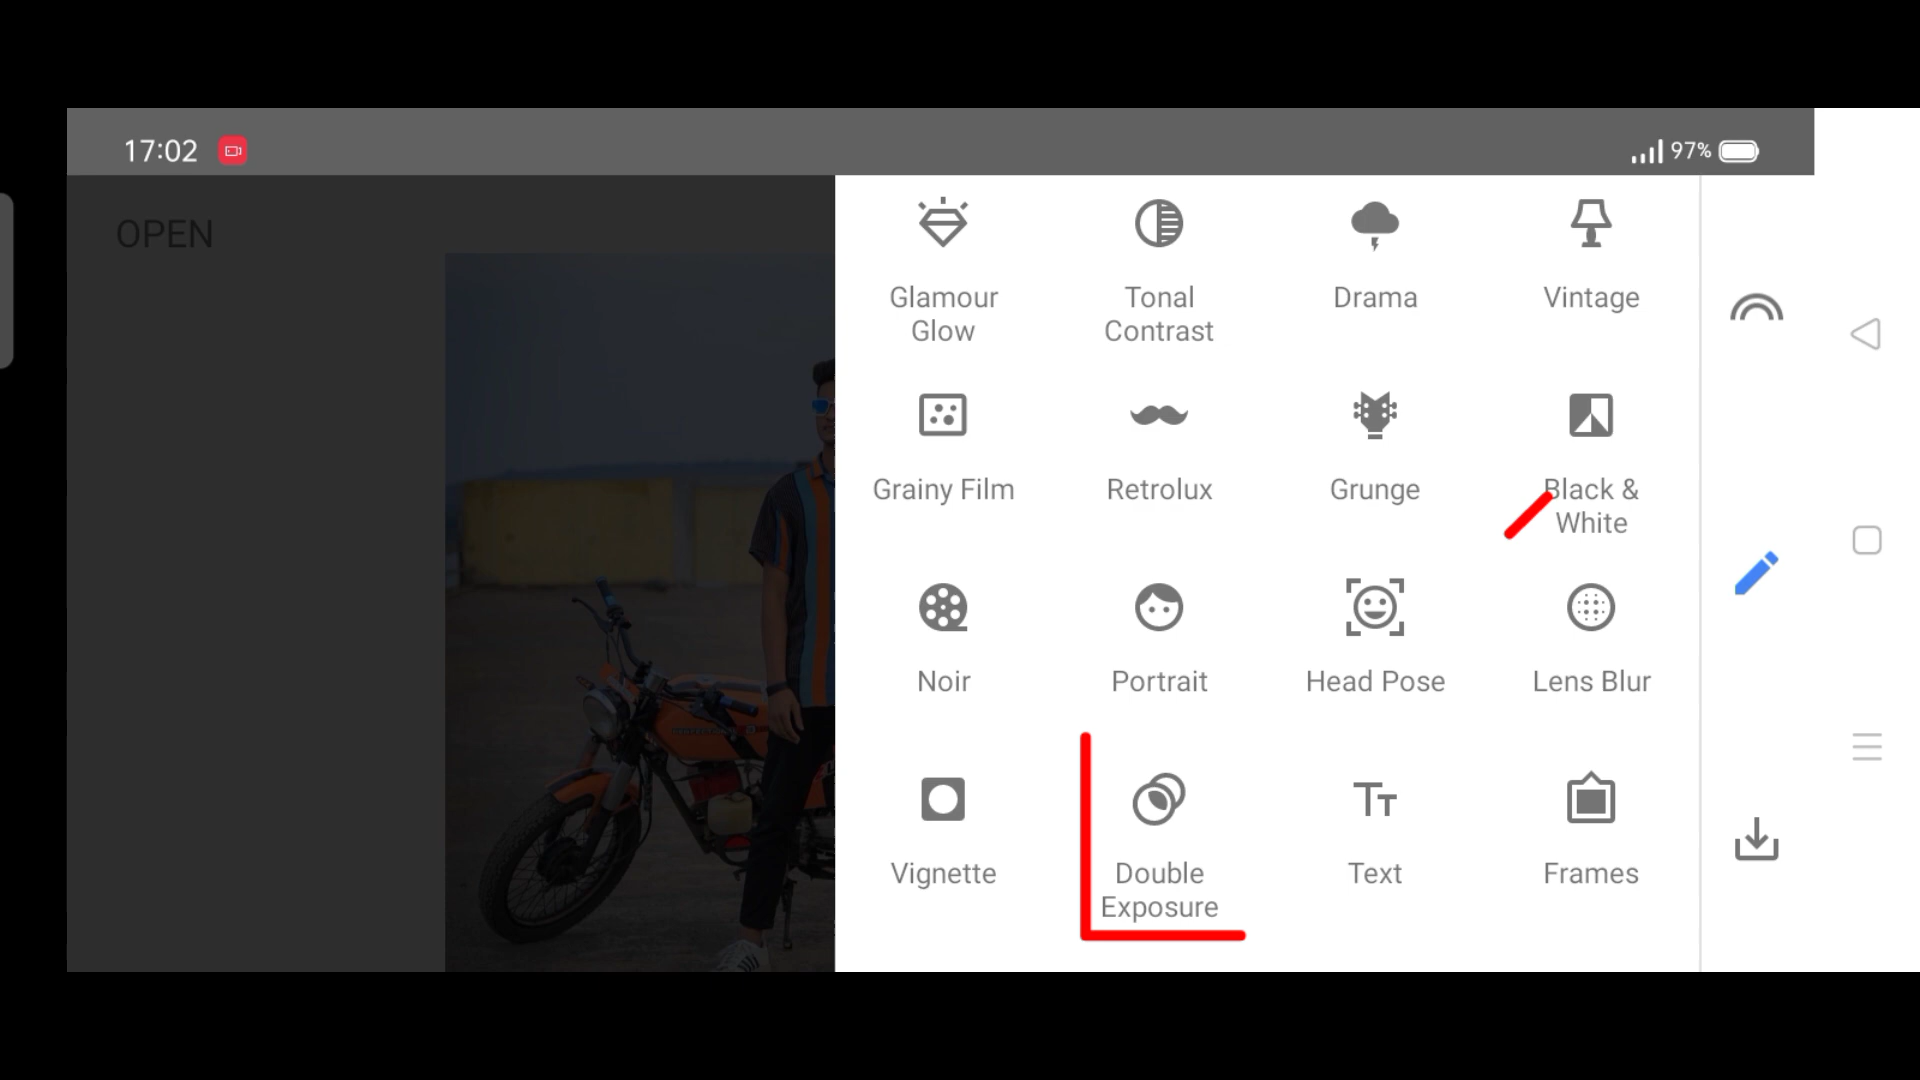 17:02
97%
OPEN
Glamour
Glow
Tonal
Contrast
Drama
Vintage
Grainy Film
Retrolux
Grunge
Black &
White
Noir
Portrait
Head Pose
Lens Blur
Vignette
Double
Exposure
Text
Frames